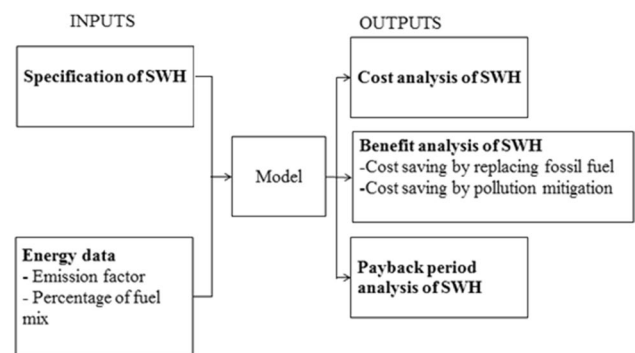 INPUTS
OUTPUTS
Specification of SWH
Energy data
- Emission factor
- Percentage of fuel
mix
Model
Cost analysis of SWH
Benefit analysis of SWH
-Cost saving by replacing fossil fuel
-Cost saving by pollution mitigation
Payback period
analysis of SWH